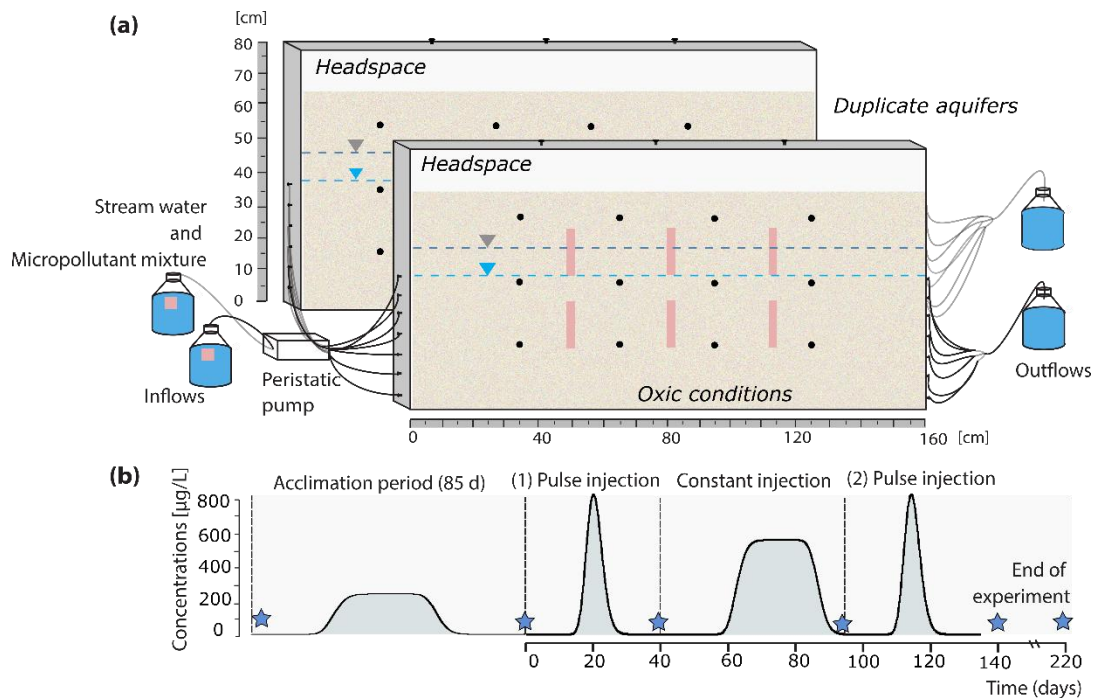 (a)
[cm]
80
70
60
50
40
30
20
10
0
Headspace
Duplicate aquifers
Headspace
Stream water
and
Micropollutant mixture
Inflows
Peristatic
pump
Oxic conditions
Outflows
0 40 80 120 160 [cm]
(b)
Acclimation period (85 d) (1) Pulse injection Constant injection (2) Pulse injection
Concentrations [µg/L]
800
600
400
200
0
End of
experiment
0 20 40 60 80 100 120 140 220
Time (days)